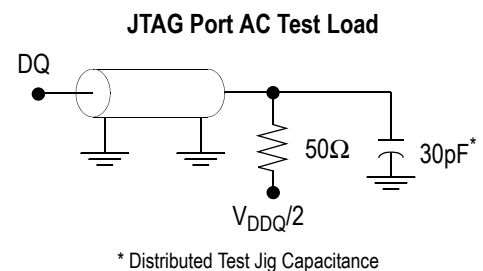 JTAG Port AC Test Load
DQ
50Ω
30pF*
VDDQ/2
* Distributed Test Jig Capacitance